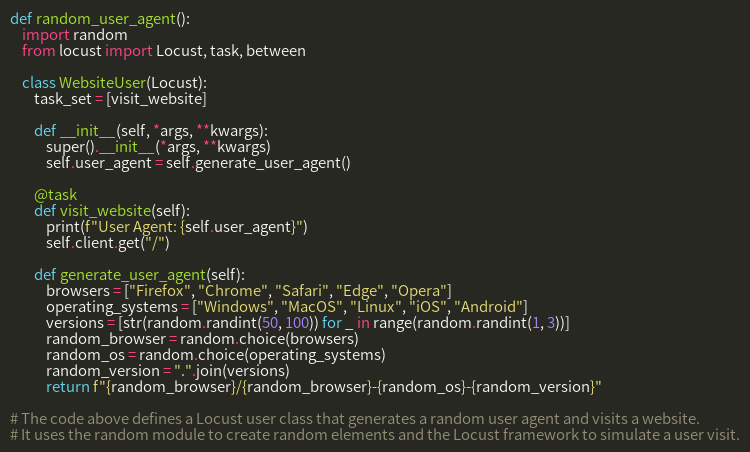 def random_user_agent():
    import random
    from locust import Locust, task, between

    class WebsiteUser(Locust):
        task_set = [visit_website]

        def __init__(self, *args, **kwargs):
            super().__init__(*args, **kwargs)
            self.user_agent = self.generate_user_agent()

        @task
        def visit_website(self):
            print(f"User Agent: {self.user_agent}")
            self.client.get("/")

        def generate_user_agent(self):
            browsers = ["Firefox", "Chrome", "Safari", "Edge", "Opera"]
            operating_systems = ["Windows", "MacOS", "Linux", "iOS", "Android"]
            versions = [str(random.randint(50, 100)) for _ in range(random.randint(1, 3))]
            random_browser = random.choice(browsers)
            random_os = random.choice(operating_systems)
            random_version = ".".join(versions)
            return f"{random_browser}/{random_browser}-{random_os}-{random_version}"

# The code above defines a Locust user class that generates a random user agent and visits a website.
# It uses the random module to create random elements and the Locust framework to simulate a user visit.